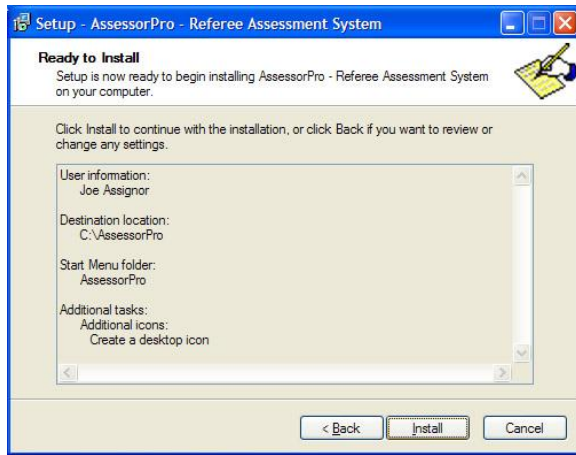 Setup - AssessorPro - Referee Assessment System
Ready to Install
Setup is now ready to begin installing AssessorPro - Referee Assessment System
on your computer.
Click Install to continue with the installation, or click Back if you want to review or
change any settings.
User information:
Joe Assignor
Destination location:
C:\AssessorPro
Start Menu folder:
AssessorPro
Additional tasks:
Additional icons:
Create a desktop icon
< Back
Install
Cancel